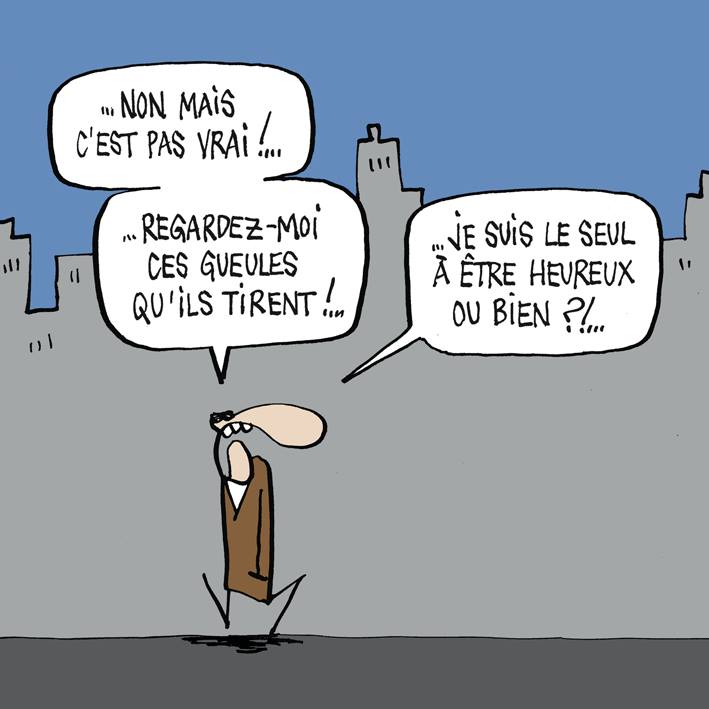 ...NON MAIS
C'EST PAS VRAI !...
...REGARDEZ-MOI
CES GUEULES
QU'ILS TIRENT !...
...JE SUIS LE SEUL
À ÊTRE HEUREUX
OU BIEN ?!...